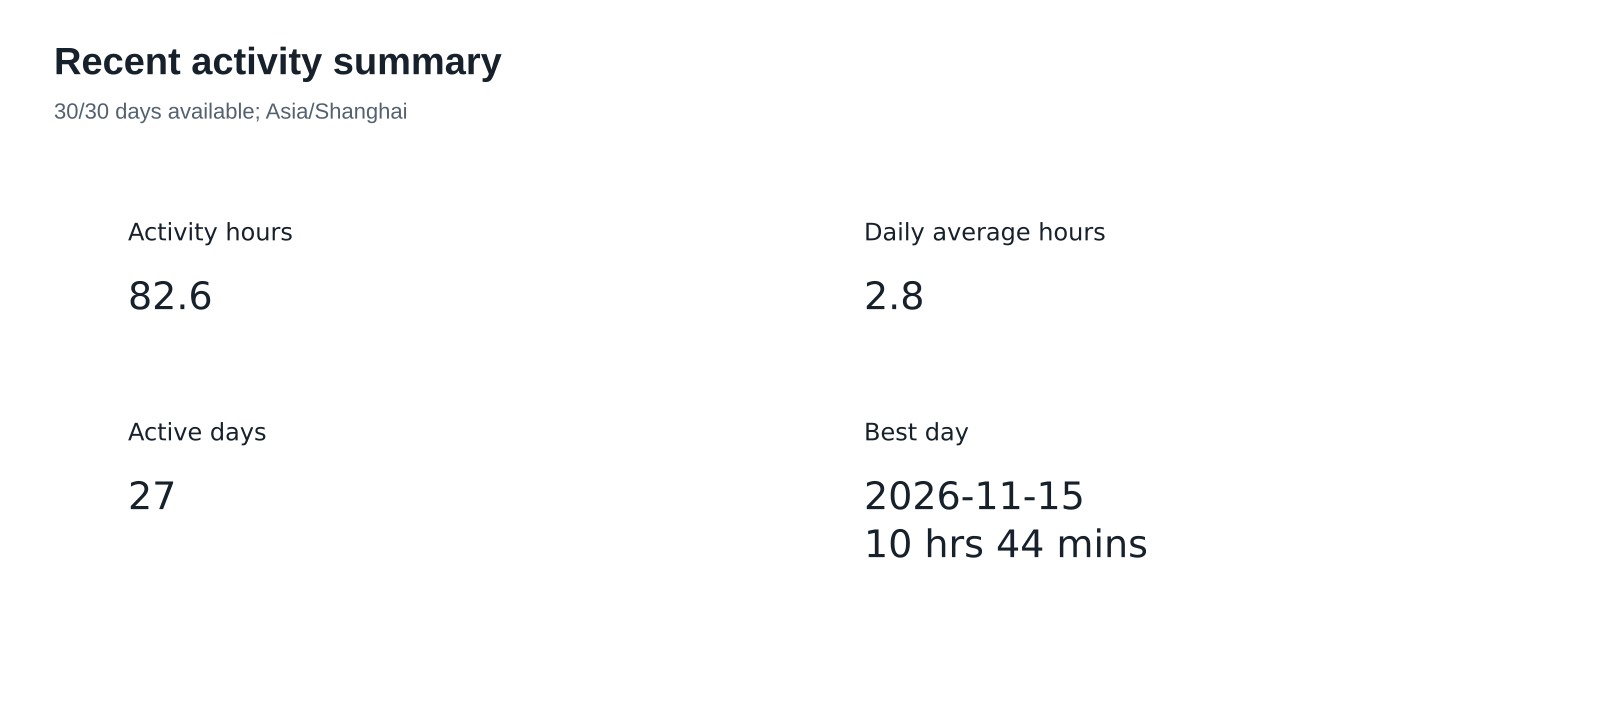 Recent activity summary
30/30 days available; Asia/Shanghai
Activity hours
82.6
Daily average hours
2.8
Active days
27
Best day
2026-11-15
10 hrs 44 mins